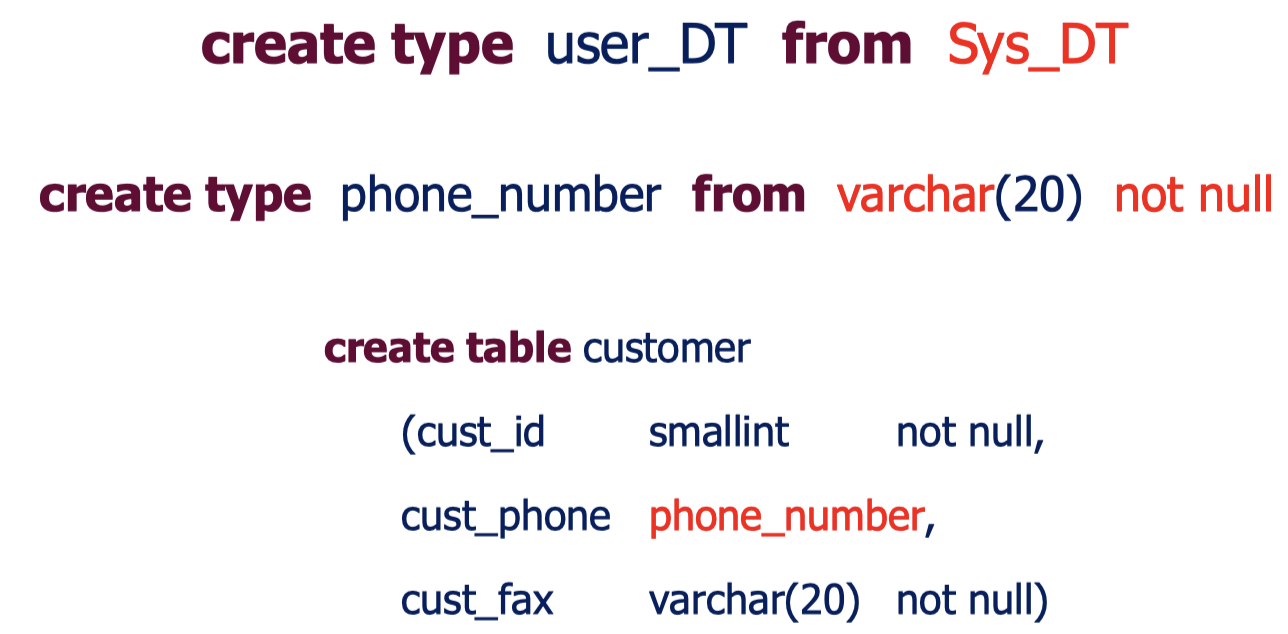 create type user_DT from Sys_DT
create type phone_number from varchar(20) not null
create table customer
(cust_id smallint not null,
cust_phone phone_number,
cust_fax varchar(20) not null)